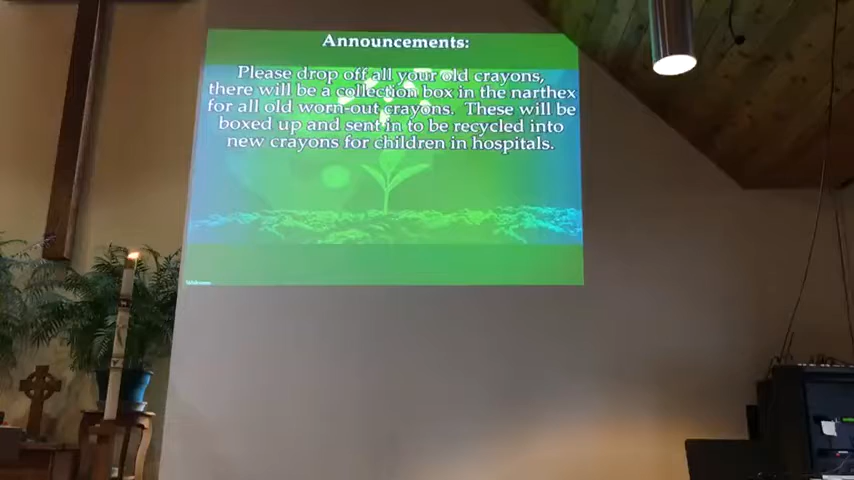 Announcements:
Please drop off all your old crayons,
there will be a collection box in the narthex
for all old worn-out crayons.  These will be
boxed up and sent in to be recycled into
new crayons for children in hospitals.